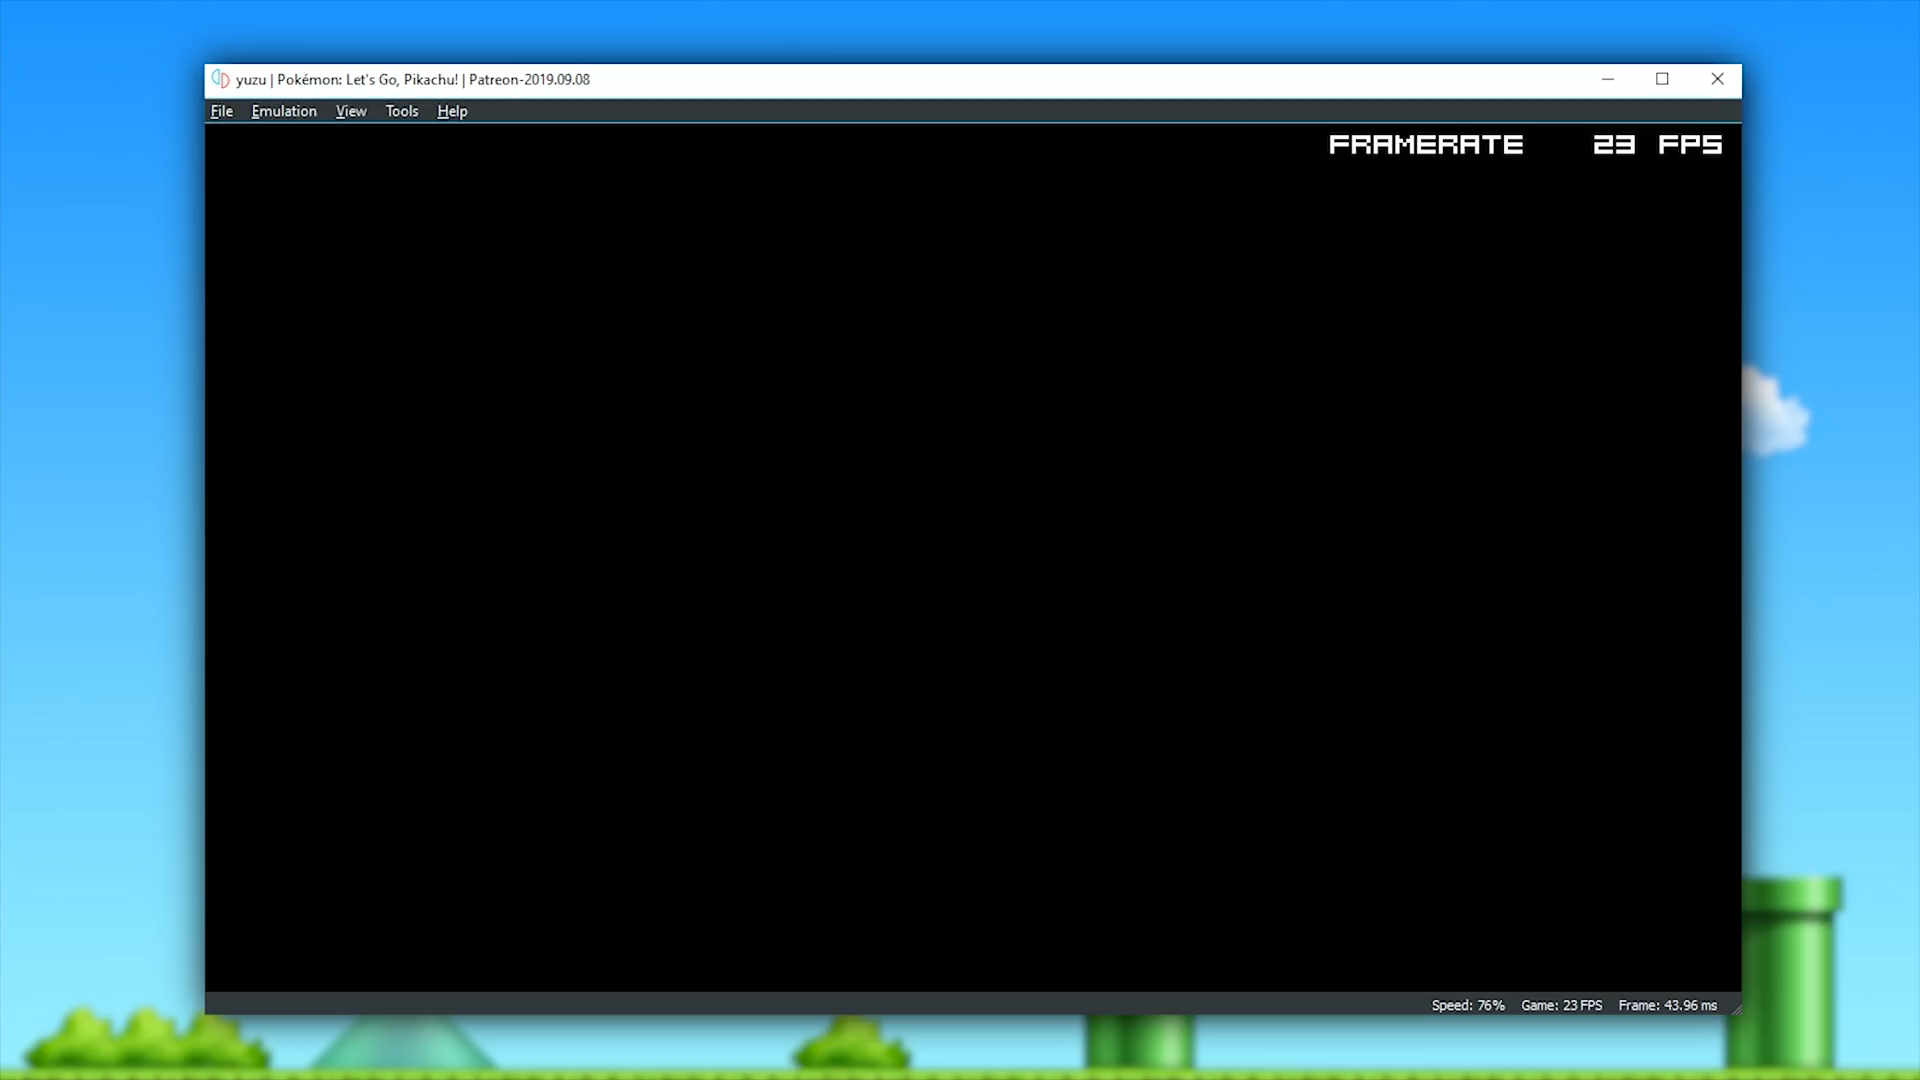 yuzu | Pokémon: Let's Go, Pikachu! | Patreon-2019.09.08
File Emulation View Tools Help
FRAMERATE 23 FPS
Speed: 76% Game: 23 FPS Frame: 43.96 ms